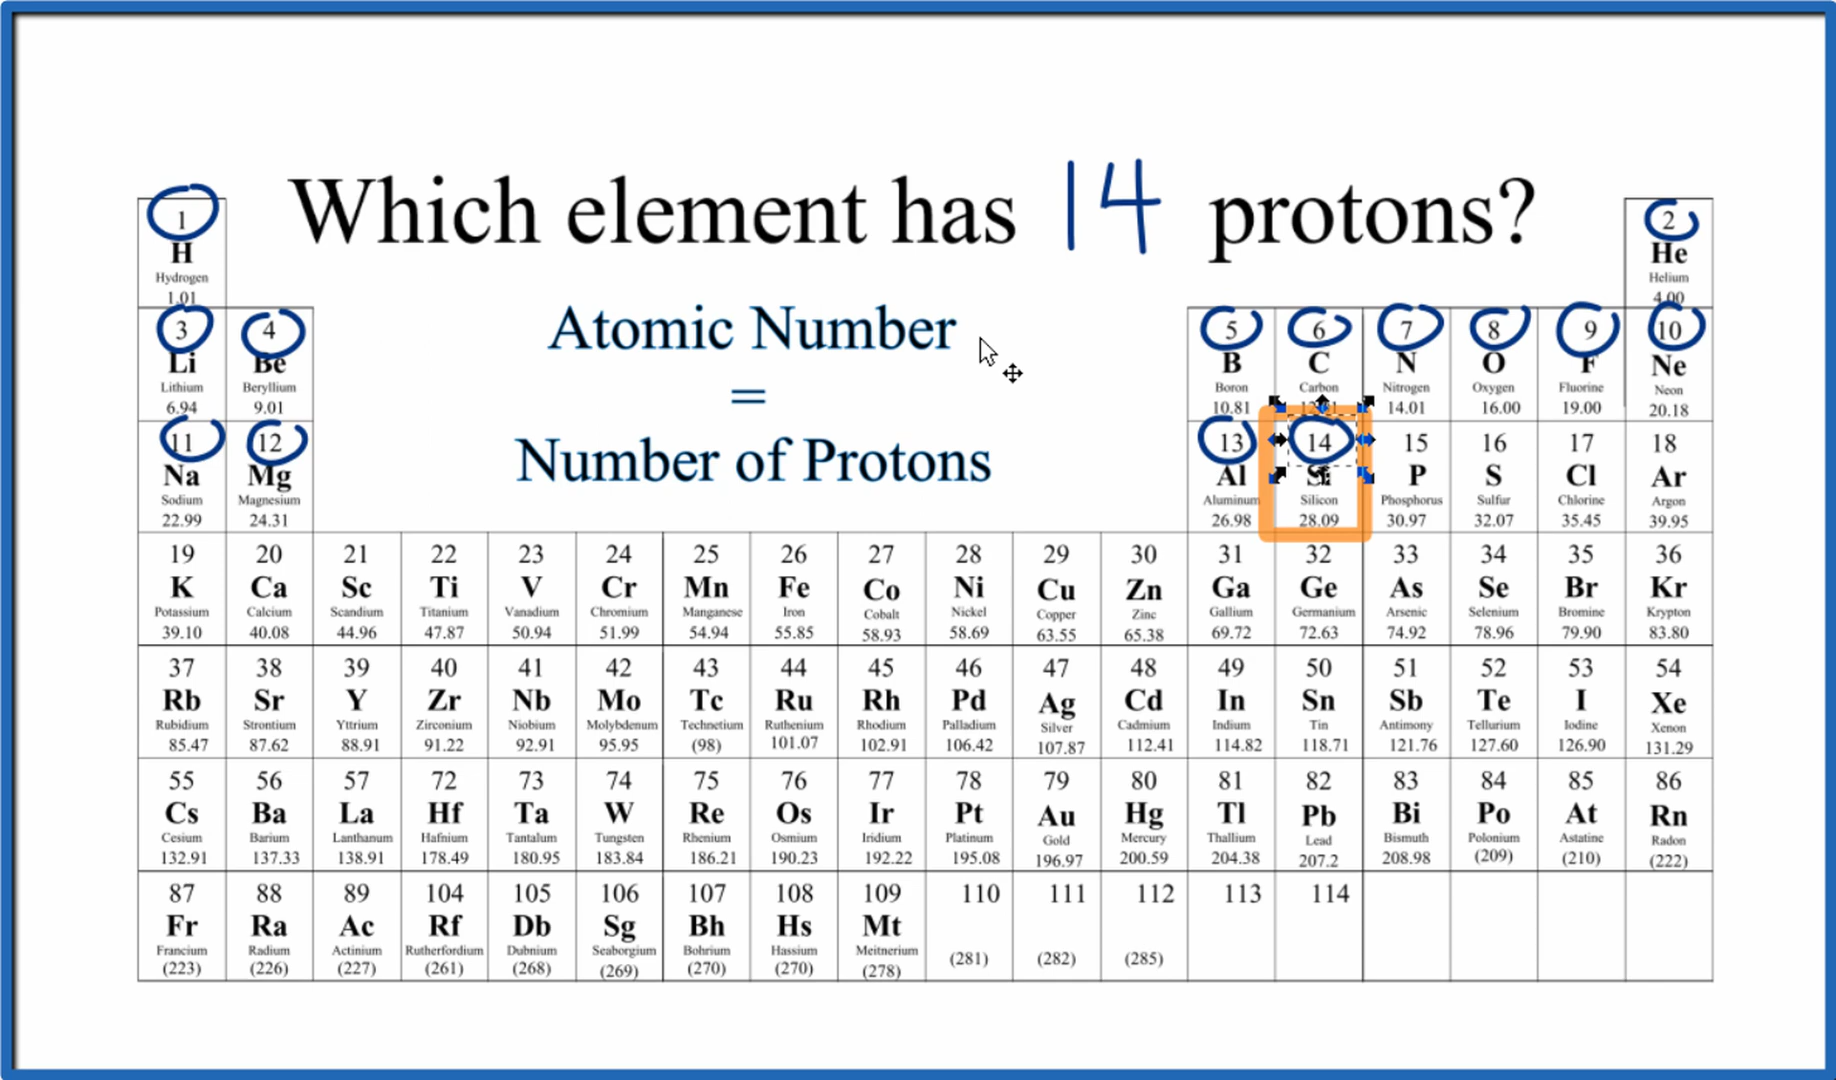 Which element has 14 protons?
Atomic Number
=
Number of Protons
1 2
H He
Hydrogen Helium
1.01 4.00
3 4 5 6 7 8 9 10
Li Be B C N O F Ne
Lithium Beryllium Boron Carbon Nitrogen Oxygen Fluorine Neon
6.94 9.01 10.81 14.01 16.00 19.00 20.18
11 12 13 14 15 16 17 18
Na Mg Al Si P S Cl Ar
Sodium Magnesium Aluminum Silicon Phosphorus Sulfur Chlorine Argon
22.99 24.31 26.98 28.09 30.97 32.07 35.45 39.95
19 20 21 22 23 24 25 26 27 28 29 30 31 32 33 34 35 36
K Ca Sc Ti V Cr Mn Fe Co Ni Cu Zn Ga Ge As Se Br Kr
Potassium Calcium Scandium Titanium Vanadium Chromium Manganese Iron Cobalt Nickel Copper Zinc Gallium Germanium Arsenic Selenium Bromine Krypton
39.10 40.08 44.96 47.87 50.94 51.99 54.94 55.85 58.93 58.69 63.55 65.38 69.72 72.63 74.92 78.96 79.90 83.80
37 38 39 40 41 42 43 44 45 46 47 48 49 50 51 52 53 54
Rb Sr Y Zr Nb Mo Tc Ru Rh Pd Ag Cd In Sn Sb Te I Xe
Rubidium Strontium Yttrium Zirconium Niobium Molybdenum Technetium Ruthenium Rhodium Palladium Silver Cadmium Indium Tin Antimony Tellurium Iodine Xenon
85.47 87.62 88.91 91.22 92.91 95.95 (98) 101.07 102.91 106.42 107.87 112.41 114.82 118.71 121.76 127.60 126.90 131.29
55 56 57 72 73 74 75 76 77 78 79 80 81 82 83 84 85 86
Cs Ba La Hf Ta W Re Os Ir Pt Au Hg Tl Pb Bi Po At Rn
Cesium Barium Lanthanum Hafnium Tantalum Tungsten Rhenium Osmium Iridium Platinum Gold Mercury Thallium Lead Bismuth Polonium Astatine Radon
132.91 137.33 138.91 178.49 180.95 183.84 186.21 190.23 192.22 195.08 196.97 200.59 204.38 207.2 208.98 (209) (210) (222)
87 88 89 104 105 106 107 108 109 110 111 112 113 114
Fr Ra Ac Rf Db Sg Bh Hs Mt
Francium Radium Actinium Rutherfordium Dubnium Seaborgium Bohrium Hassium Meitnerium
(223) (226) (227) (261) (268) (269) (270) (270) (278) (281) (282) (285)